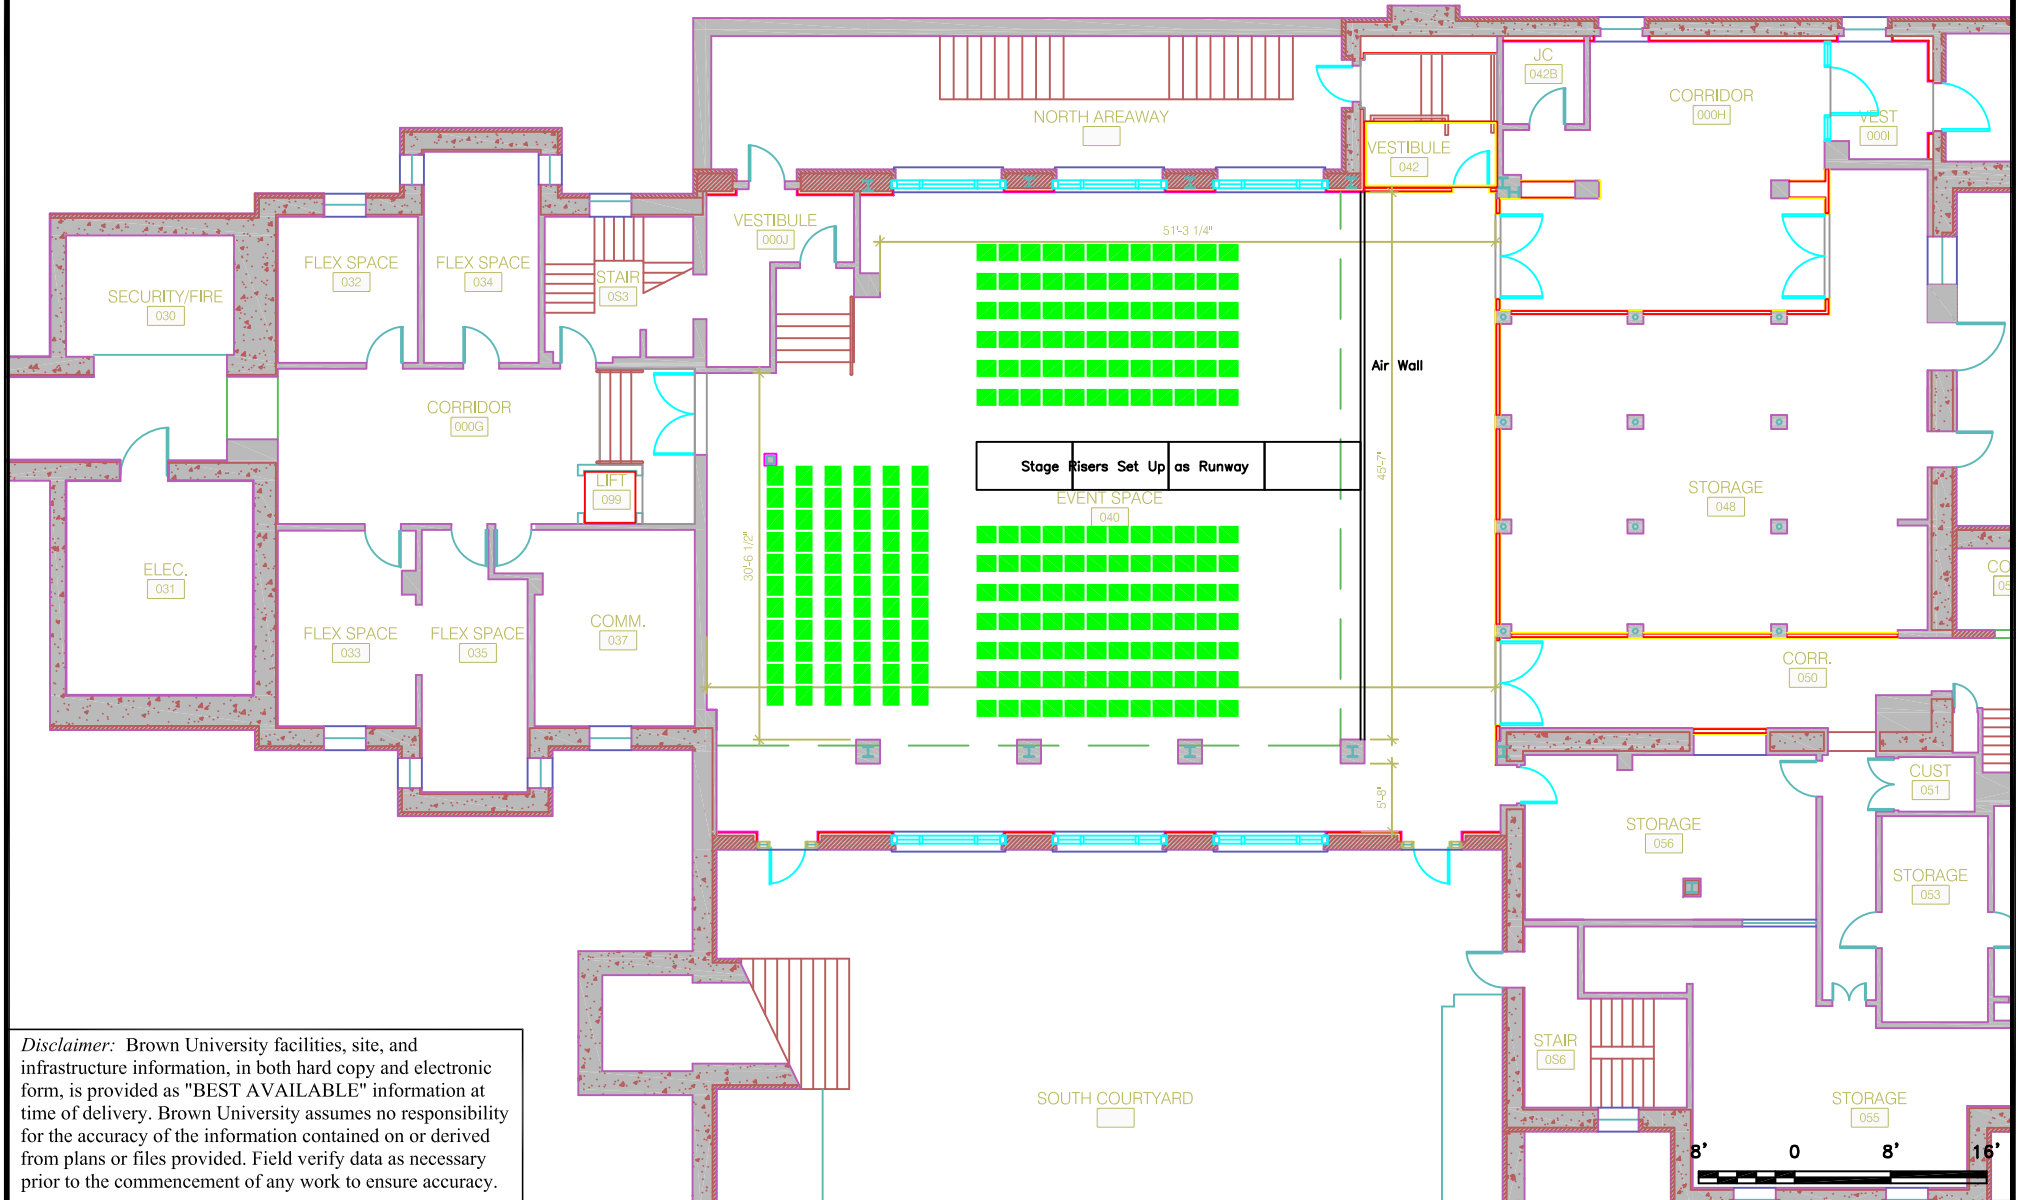 JC
042B
CORRIDOR
000H
NORTH AREAWAY
VEST
000I
VESTIBULE
042
VESTIBULE
000J
51'-3 1/4"
FLEX SPACE
032
FLEX SPACE
034
STAIR
0S3
SECURITY/FIRE
030
Air Wall
CORRIDOR
000G
Stage Risers Set Up as Runway
45'-7"
LIFT
099
EVENT SPACE
040
STORAGE
048
30'-6 1/2"
ELEC.
031
CO
05
FLEX SPACE
033
FLEX SPACE
035
COMM.
037
CORR.
050
CUST
051
5'-8"
STORAGE
056
STORAGE
053
STAIR
0S6
SOUTH COURTYARD
STORAGE
055
8' 0 8' 16'
Disclaimer: Brown University facilities, site, and
infrastructure information, in both hard copy and electronic
form, is provided as "BEST AVAILABLE" information at
time of delivery. Brown University assumes no responsibility
for the accuracy of the information contained on or derived
from plans or files provided. Field verify data as necessary
prior to the commencement of any work to ensure accuracy.